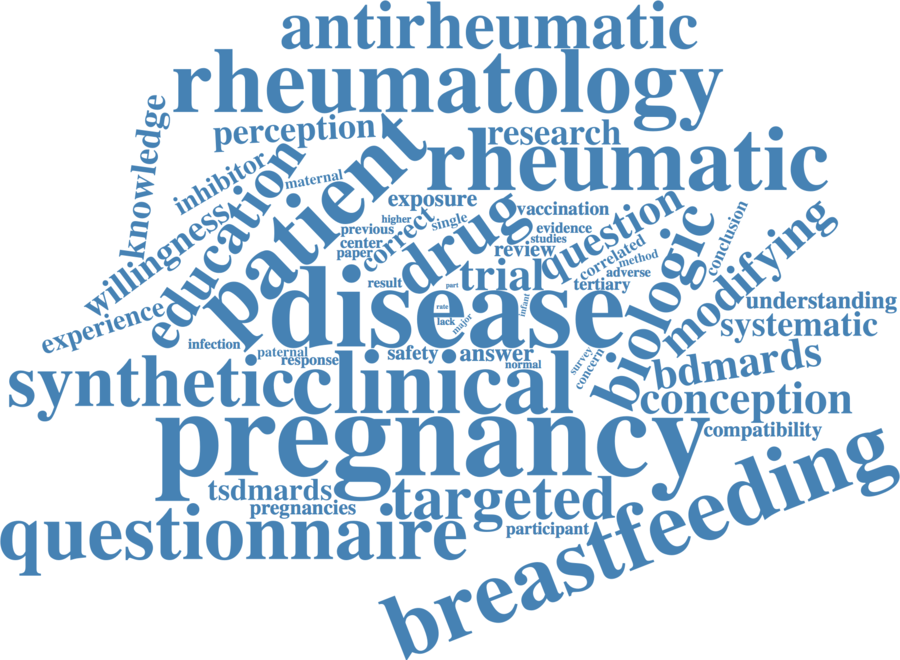 antirheumatic
rheumatology
knowledge
perception
research
rheumatic
patient
inhibitor
education
maternal
willingness
exposure
drug
vaccination
question
higher
single
correct
previous
evidence
center
studies
paper
review
correlated
method
conclusion
biologic
modifying
trial
adverse
tertiary
result
part
disease
infant
rate
lack
major
experience
understanding
systematic
infection
paternal
response
safety
answer
normal
survey
concern
bdmards
synthetic
clinical
conception
pregnancy
compatibility
tsdmards
targeted
pregnancies
questionnaire
participant
breastfeeding